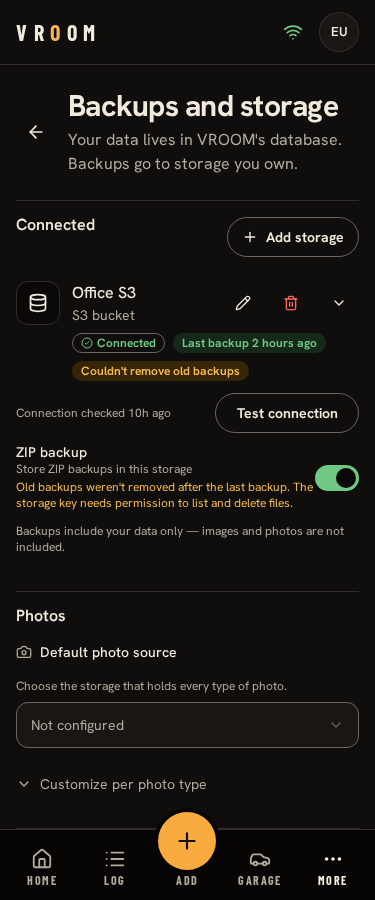 VROOM
EU
Backups and storage
Your data lives in VROOM's database.
Backups go to storage you own.
Connected
Add storage
Office S3
S3 bucket
Connected
Last backup 2 hours ago
Couldn't remove old backups
Connection checked 10h ago
Test connection
ZIP backup
Store ZIP backups in this storage
Old backups weren't removed after the last backup. The
storage key needs permission to list and delete files.
Backups include your data only — images and photos are not
included.
Photos
Default photo source
Choose the storage that holds every type of photo.
Not configured
Customize per photo type
HOME
LOG
ADD
GARAGE
MORE